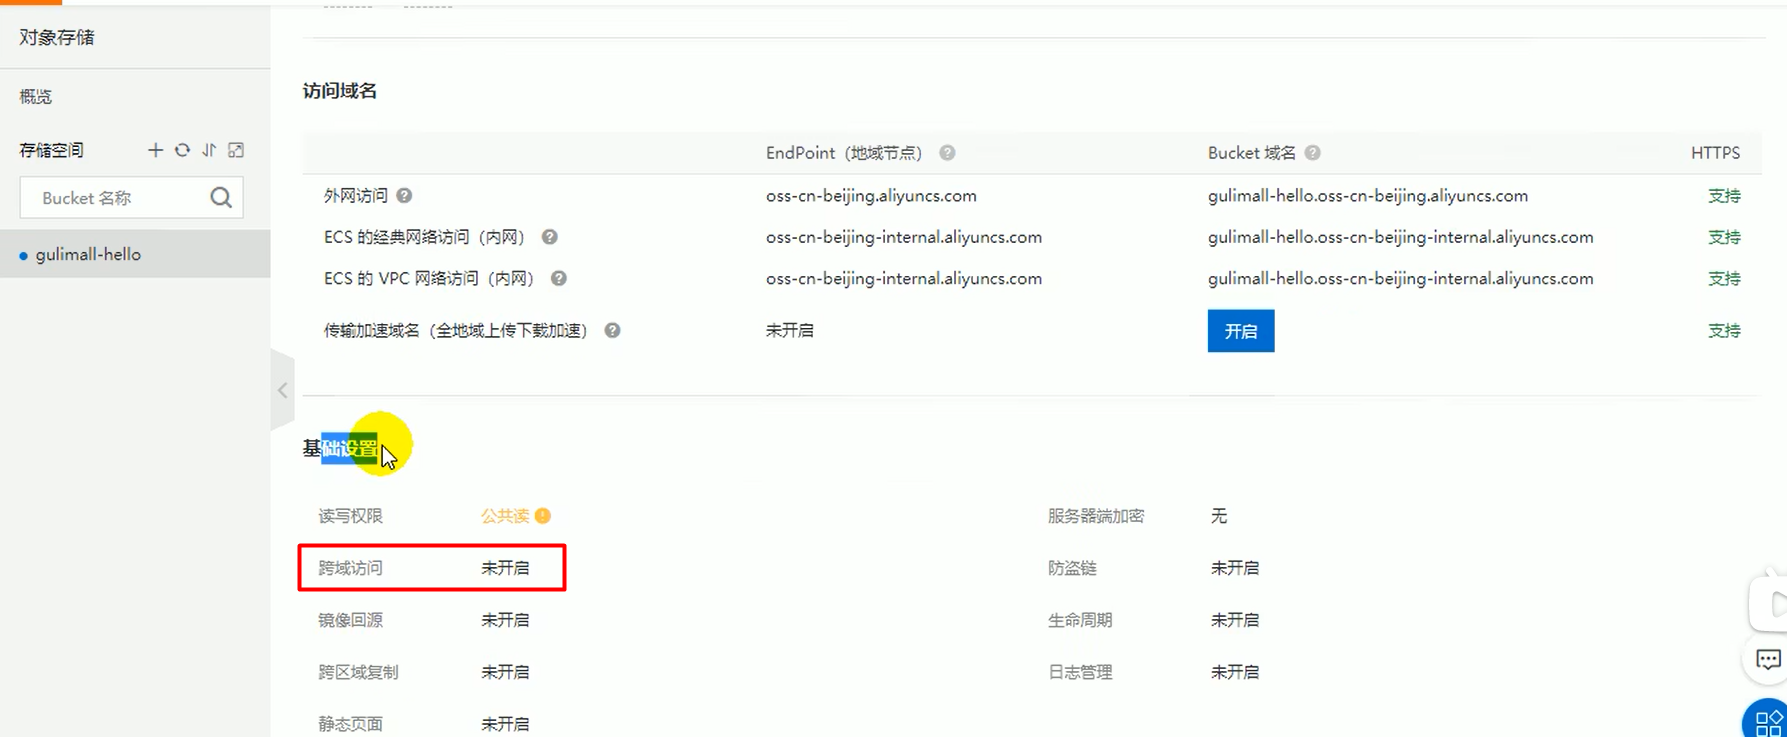 对象存储
概览
存储空间
Bucket 名称
gulimall-hello
访问域名
EndPoint（地域节点） Bucket 域名 HTTPS
外网访问 oss-cn-beijing.aliyuncs.com gulimall-hello.oss-cn-beijing.aliyuncs.com 支持
ECS 的经典网络访问（内网） oss-cn-beijing-internal.aliyuncs.com gulimall-hello.oss-cn-beijing-internal.aliyuncs.com 支持
ECS 的 VPC 网络访问（内网） oss-cn-beijing-internal.aliyuncs.com gulimall-hello.oss-cn-beijing-internal.aliyuncs.com 支持
传输加速域名（全地域上传下载加速） 未开启 开启 支持
基础设置
读写权限 公共读 服务器端加密 无
跨域访问 未开启 防盗链 未开启
镜像回源 未开启 生命周期 未开启
跨区域复制 未开启 日志管理 未开启
静态页面 未开启